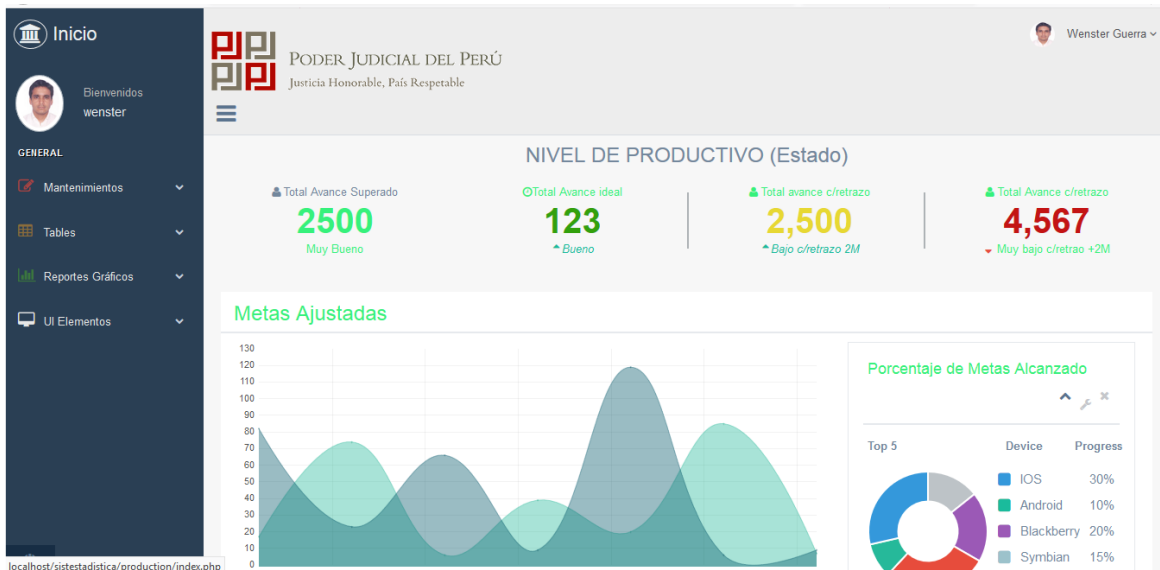 Inicio
Bienvenidos
wenster
GENERAL
Mantenimientos
Tables
Reportes Gráficos
UI Elementos
localhost/sistestadistica/production/index.php
PODER JUDICIAL DEL PERÚ
Justicia Honorable, País Respetable
Wenster Guerra
NIVEL DE PRODUCTIVO (Estado)
Total Avance Superado
2500
Muy Bueno
Total Avance ideal
123
Bueno
Total avance c/retrazo
2,500
Bajo c/retrazo 2M
Total Avance c/retrazo
4,567
Muy bajo c/retrao +2M
Metas Ajustadas
130
120
110
100
90
80
70
60
50
40
30
20
10
0
Porcentaje de Metas Alcanzado
Top 5 Device Progress
IOS 30%
Android 10%
Blackberry 20%
Symbian 15%